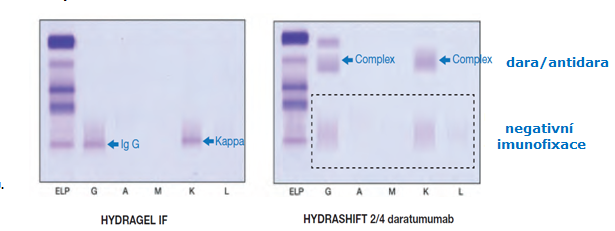 Ig G
Kappa
ELP G A M K L
HYDRAGEL IF
Complex
Complex
ELP G A M K L
HYDRASHIFT 2/4 daratumumab
dara/antidara
negativní
imunofixace